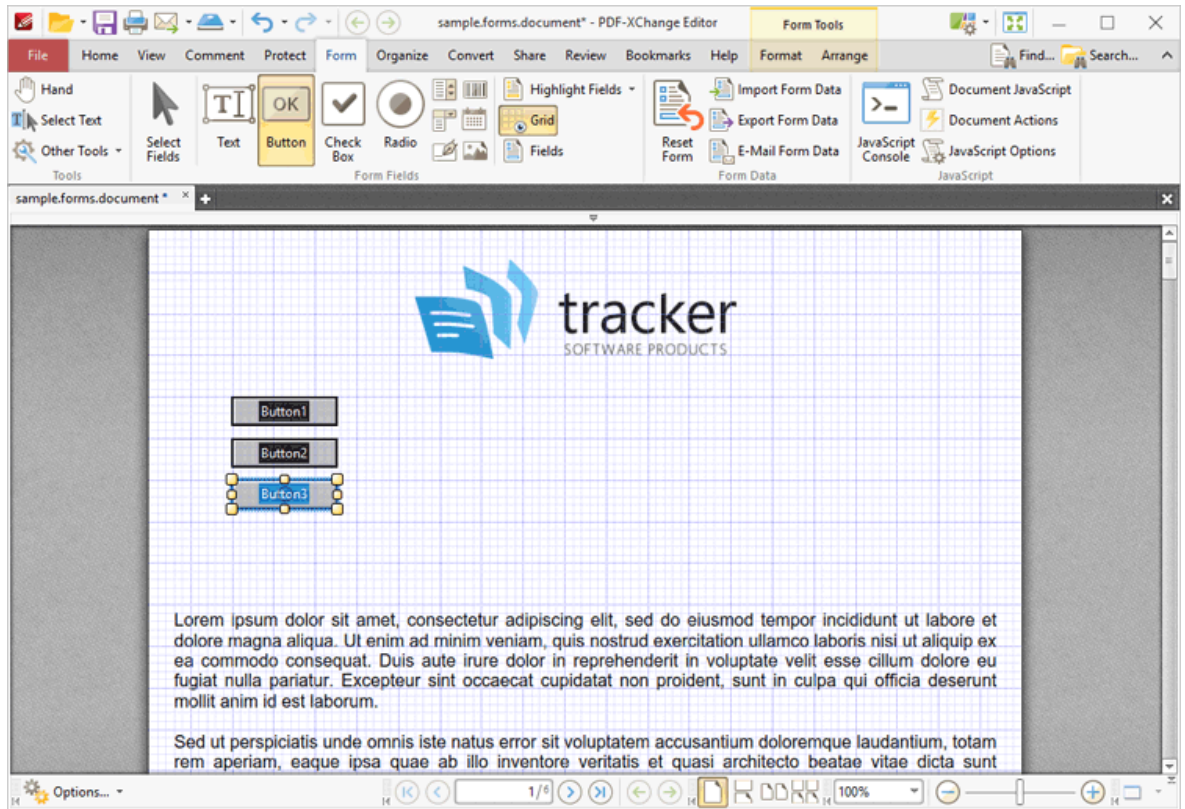 sample.forms.document* - PDF-XChange Editor
Form Tools
File Home View Comment Protect Form Organize Convert Share Review Bookmarks Help Format Arrange Find... Search...
Hand
Select Text
Other Tools
Tools
Select Fields
Text
OK
Button
Check Box
Radio
Form Fields
Highlight Fields
Grid
Fields
Reset Form
Import Form Data
Export Form Data
E-Mail Form Data
Form Data
JavaScript Console
Document JavaScript
Document Actions
JavaScript Options
JavaScript
sample.forms.document *
tracker
SOFTWARE PRODUCTS
Button1
Button2
Button3
Lorem ipsum dolor sit amet, consectetur adipiscing elit, sed do eiusmod tempor incididunt ut labore et
dolore magna aliqua. Ut enim ad minim veniam, quis nostrud exercitation ullamco laboris nisi ut aliquip ex
ea commodo consequat. Duis aute irure dolor in reprehenderit in voluptate velit esse cillum dolore eu
fugiat nulla pariatur. Excepteur sint occaecat cupidatat non proident, sunt in culpa qui officia deserunt
mollit anim id est laborum.
Sed ut perspiciatis unde omnis iste natus error sit voluptatem accusantium doloremque laudantium, totam
rem aperiam, eaque ipsa quae ab illo inventore veritatis et quasi architecto beatae vitae dicta sunt
Options...
1/6
100%